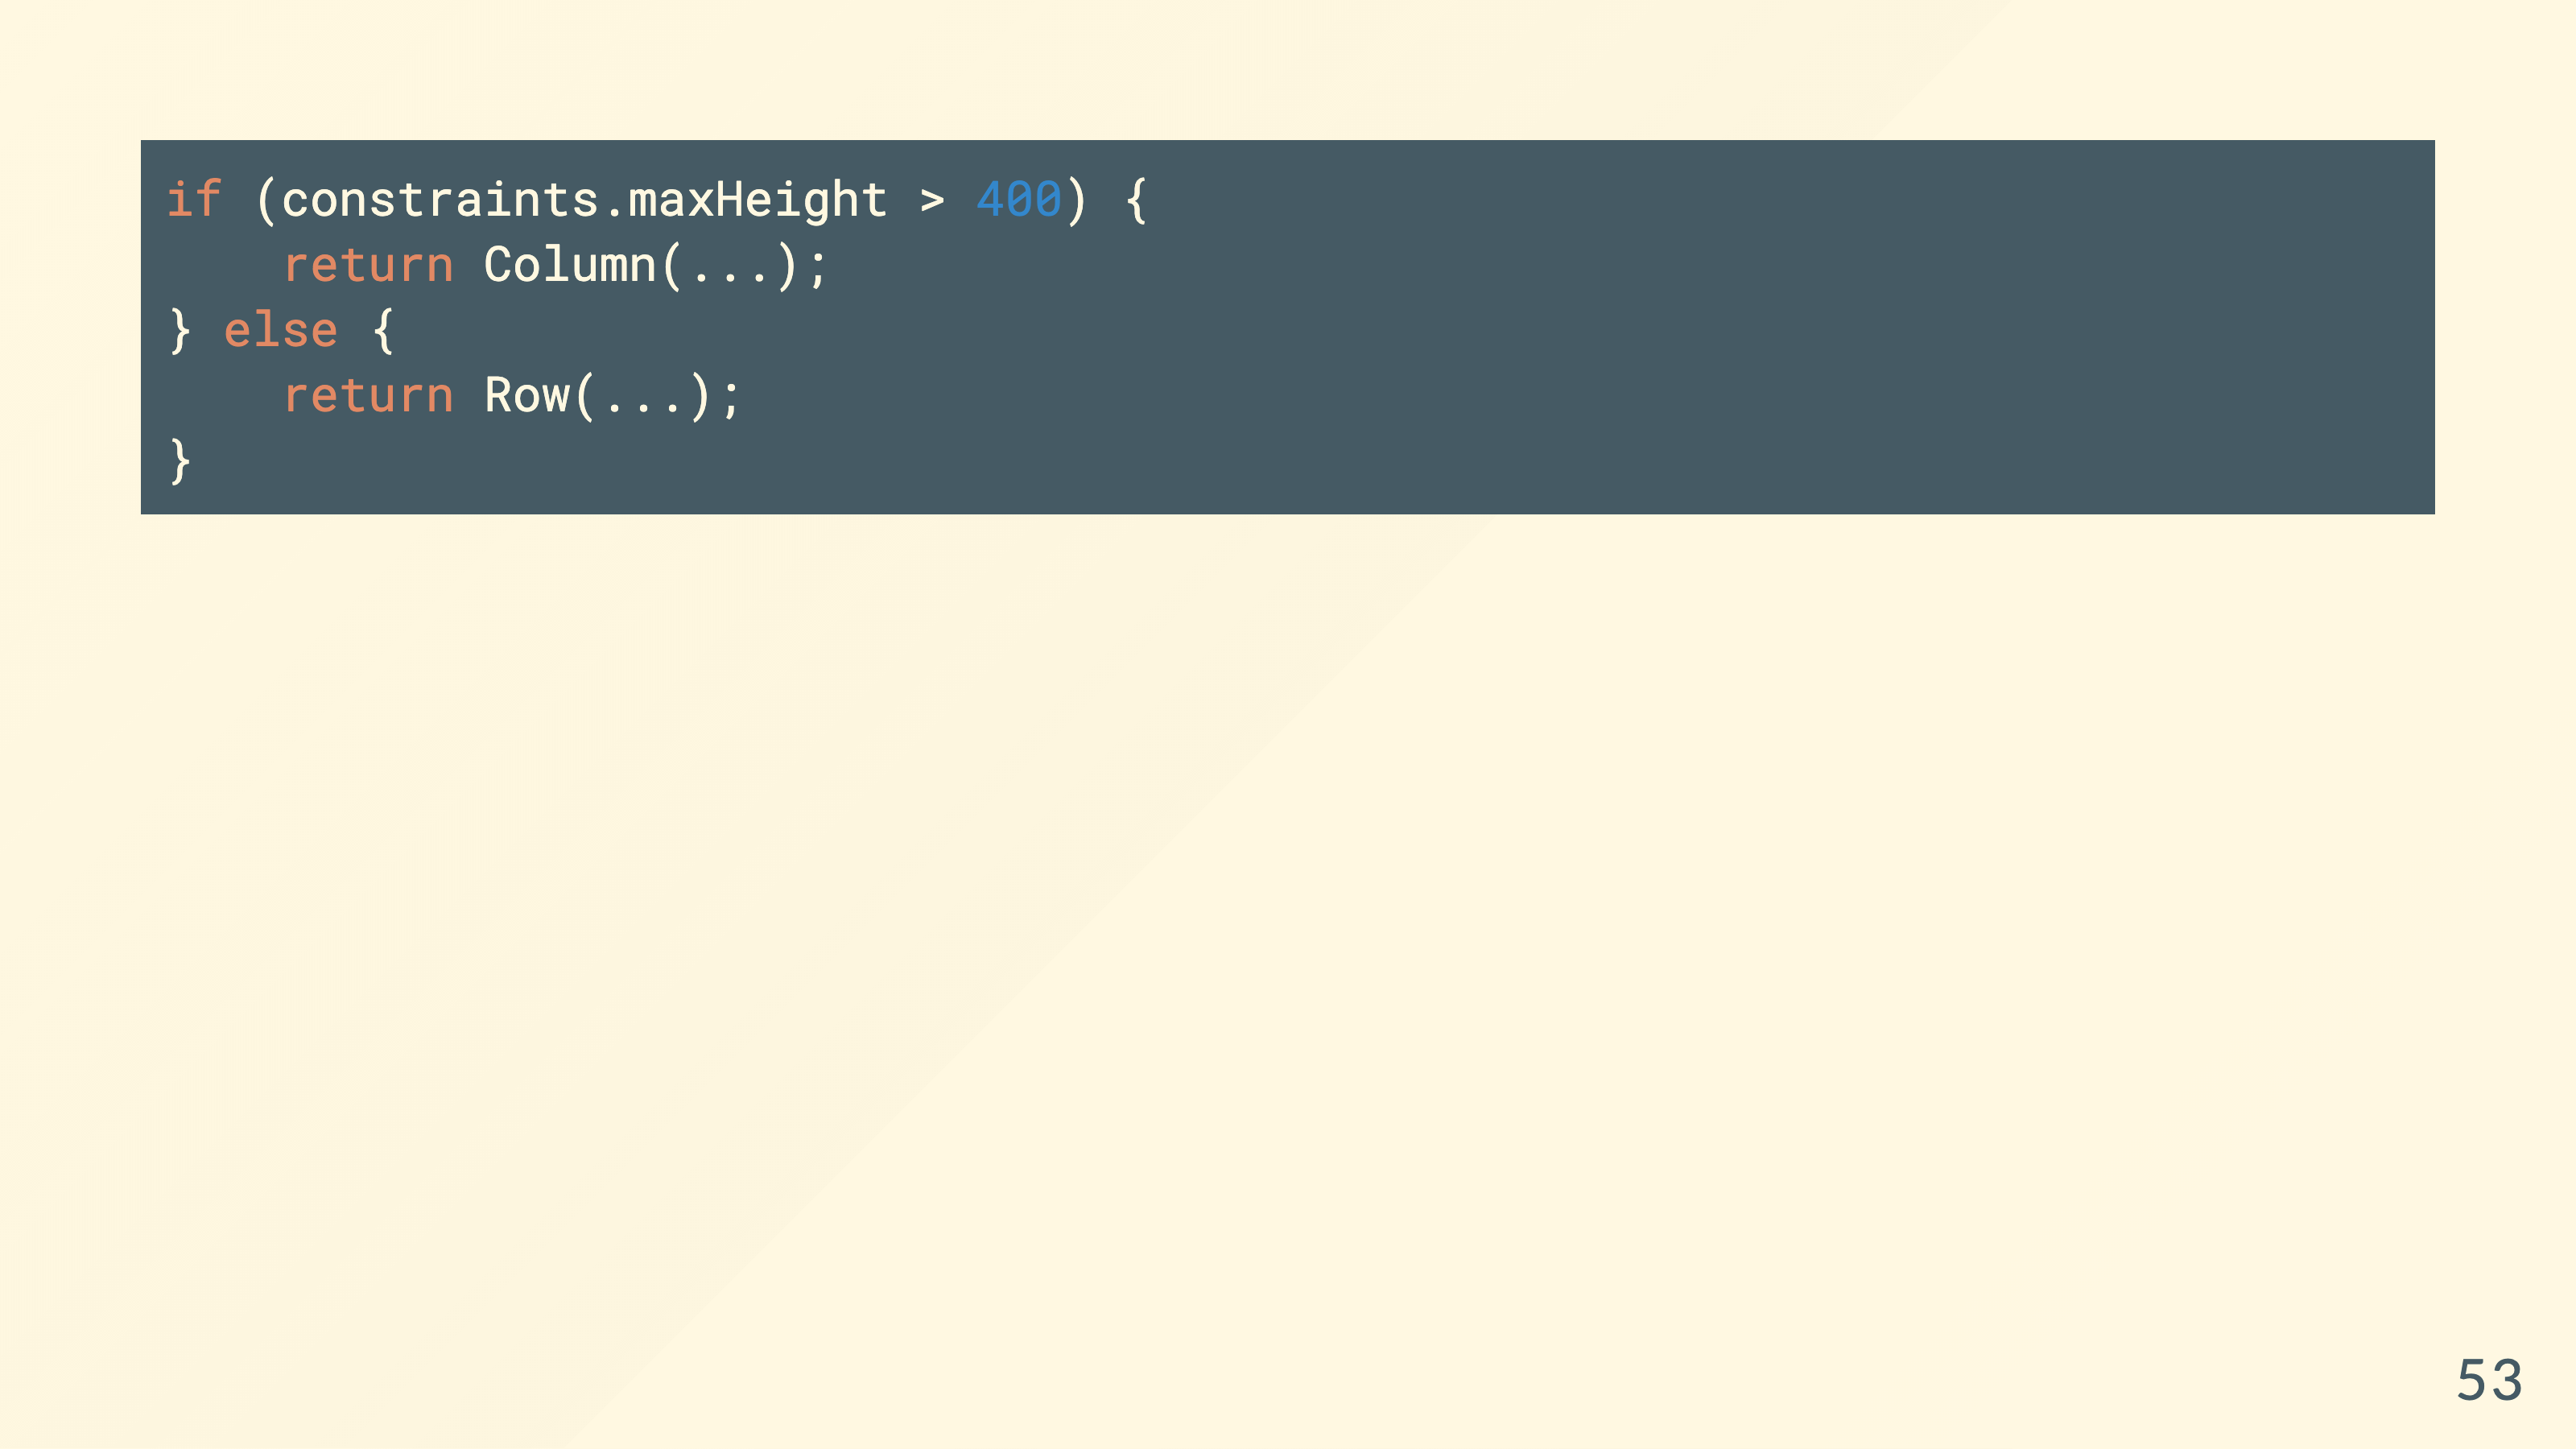 if (constraints.maxHeight > 400) {
    return Column(...);
} else {
    return Row(...);
}
53